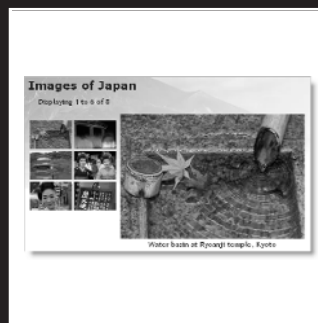 Images of Japan
Displaying 1 to 6 of 8
Water basin at Ryoanji temple, Kyoto